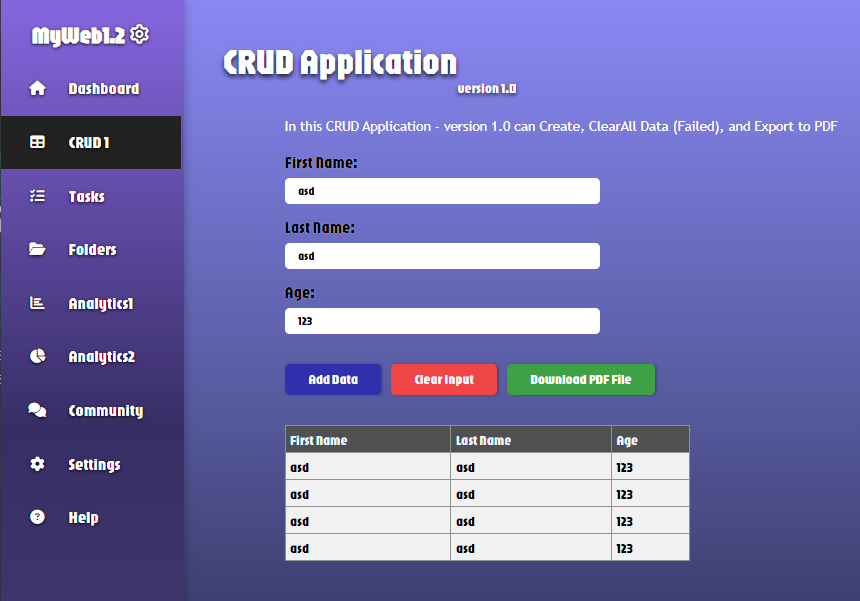 MyWeb1.2
Dashboard
CRUD 1
Tasks
Folders
Analytics1
Analytics2
Community
Settings
Help
CRUD Application
version 1.0
In this CRUD Application - version 1.0 can Create, ClearAll Data (Failed), and Export to PDF
First Name:
asd
Last Name:
asd
Age:
123
Add Data Clear Input Download PDF File
First Name Last Name Age
asd asd 123
asd asd 123
asd asd 123
asd asd 123